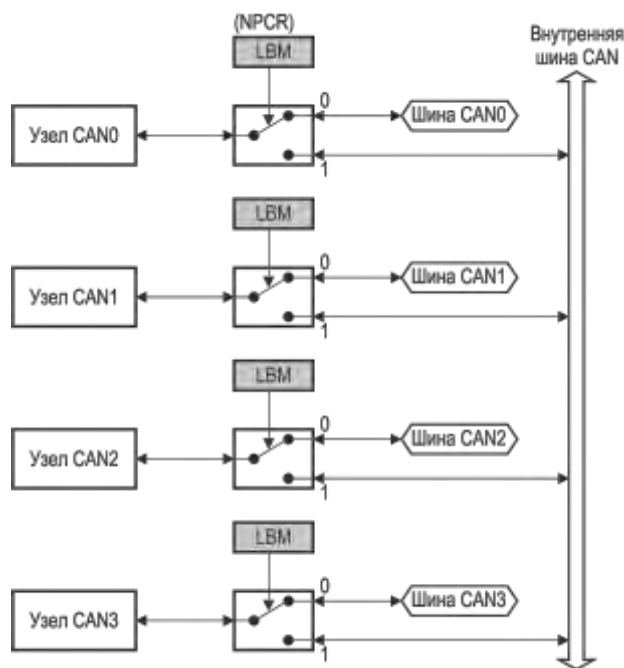 (NPCR)
Внутренняя
шина CAN
LBM
0
Шина CAN0
Узел CAN0
1
LBM
0
Шина CAN1
Узел CAN1
1
LBM
0
Шина CAN2
Узел CAN2
1
LBM
0
Шина CAN3
Узел CAN3
1